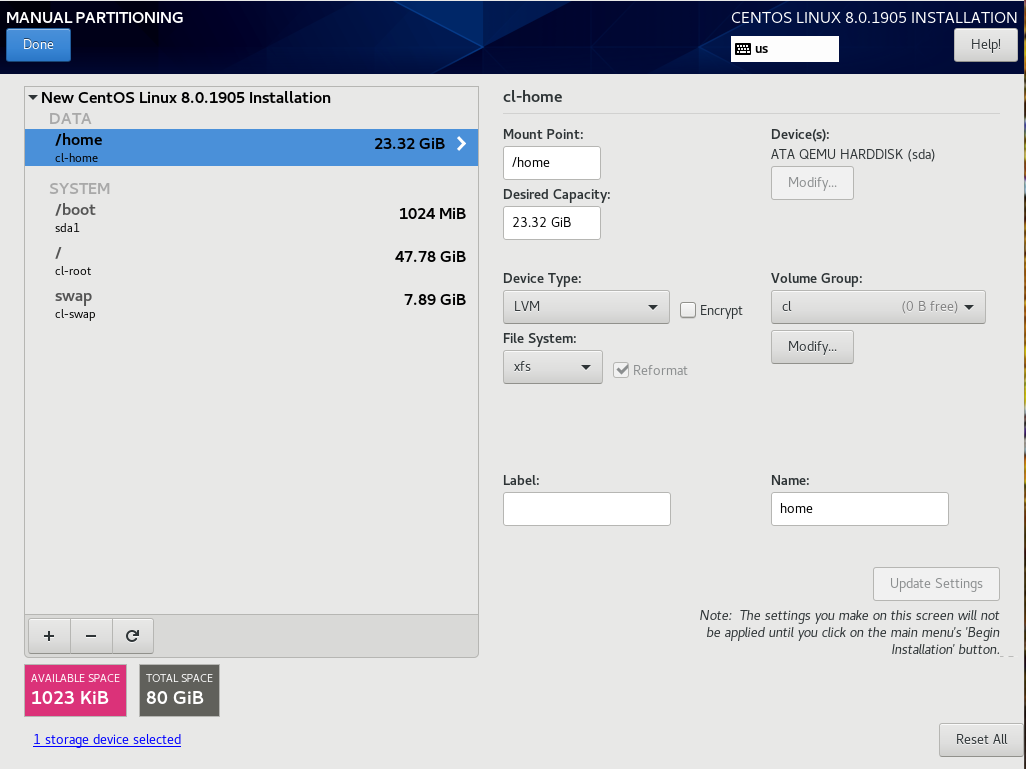 MANUAL PARTITIONING
CENTOS LINUX 8.0.1905 INSTALLATION
Done
us
Help!
New CentOS Linux 8.0.1905 Installation
DATA
/home 23.32 GiB
cl-home
SYSTEM
/boot 1024 MiB
sda1
/ 47.78 GiB
cl-root
swap 7.89 GiB
cl-swap
+ −
AVAILABLE SPACE
1023 KiB
TOTAL SPACE
80 GiB
1 storage device selected
cl-home
Mount Point:
/home
Device(s):
ATA QEMU HARDDISK (sda)
Modify...
Desired Capacity:
23.32 GiB
Device Type:
LVM
Encrypt
Volume Group:
cl (0 B free)
Modify...
File System:
xfs
Reformat
Label:
Name:
home
Update Settings
Note: The settings you make on this screen will not
be applied until you click on the main menu's 'Begin
Installation' button.
Reset All